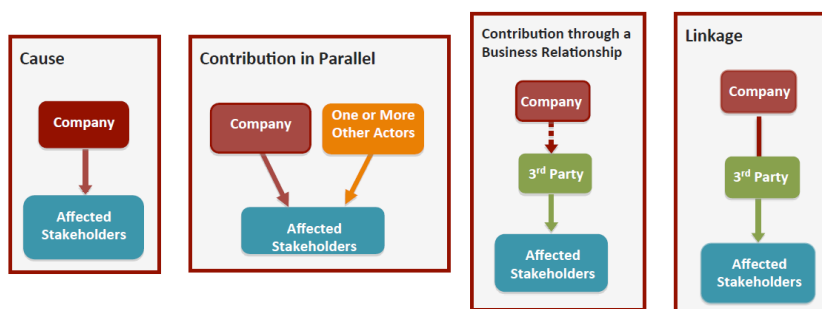 Cause
Company
Affected
Stakeholders
Contribution in Parallel
Company
One or More
Other Actors
Affected
Stakeholders
Contribution through a
Business Relationship
Company
3rd Party
Affected
Stakeholders
Linkage
Company
3rd Party
Affected
Stakeholders